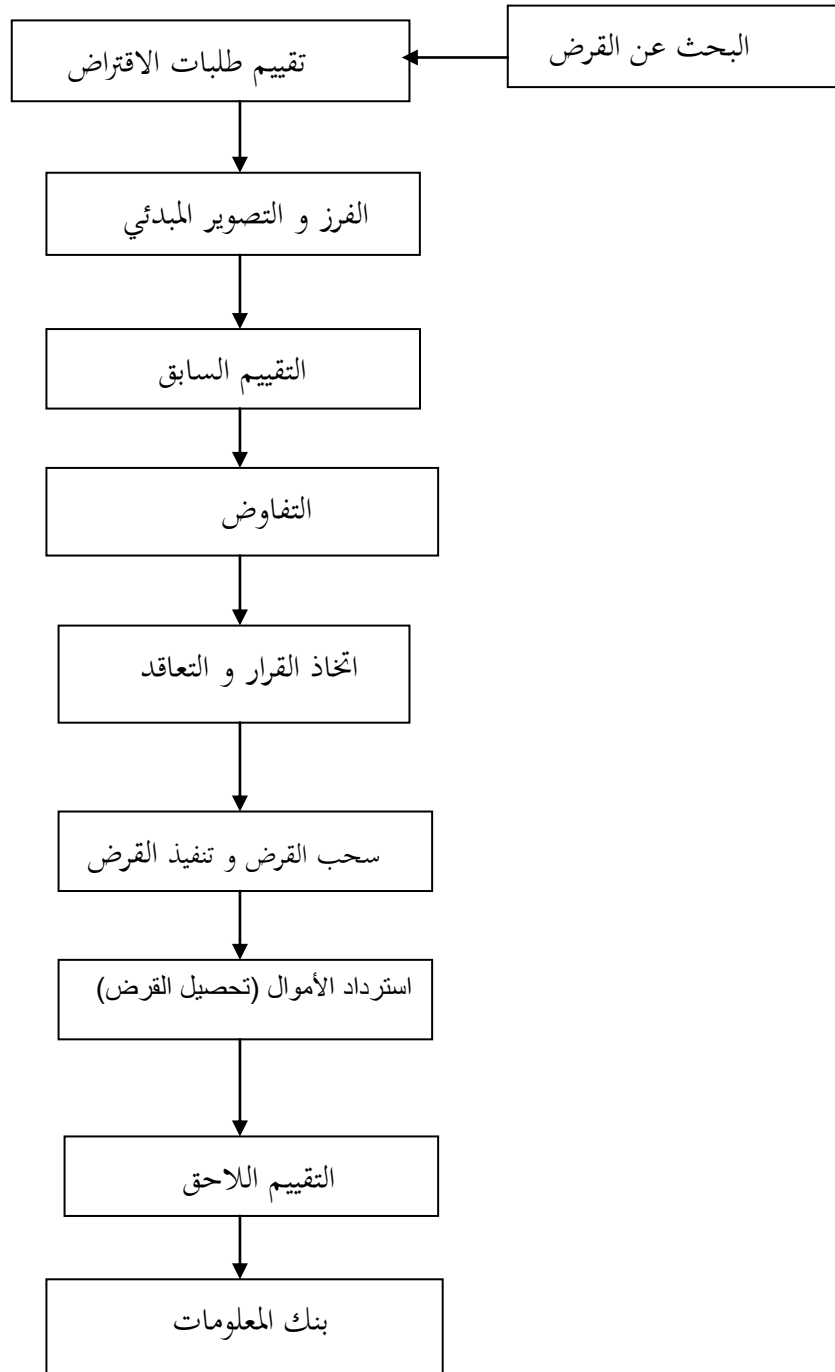 البحث عن القرض
تقييم طلبات الاقتراض
الفرز و التصوير المبدئي
التقييم السابق
التفاوض
اتخاذ القرار و التعاقد
سحب القرض و تنفيذ القرض
استرداد الأموال (تحصيل القرض)
التقييم اللاحق
بنك المعلومات